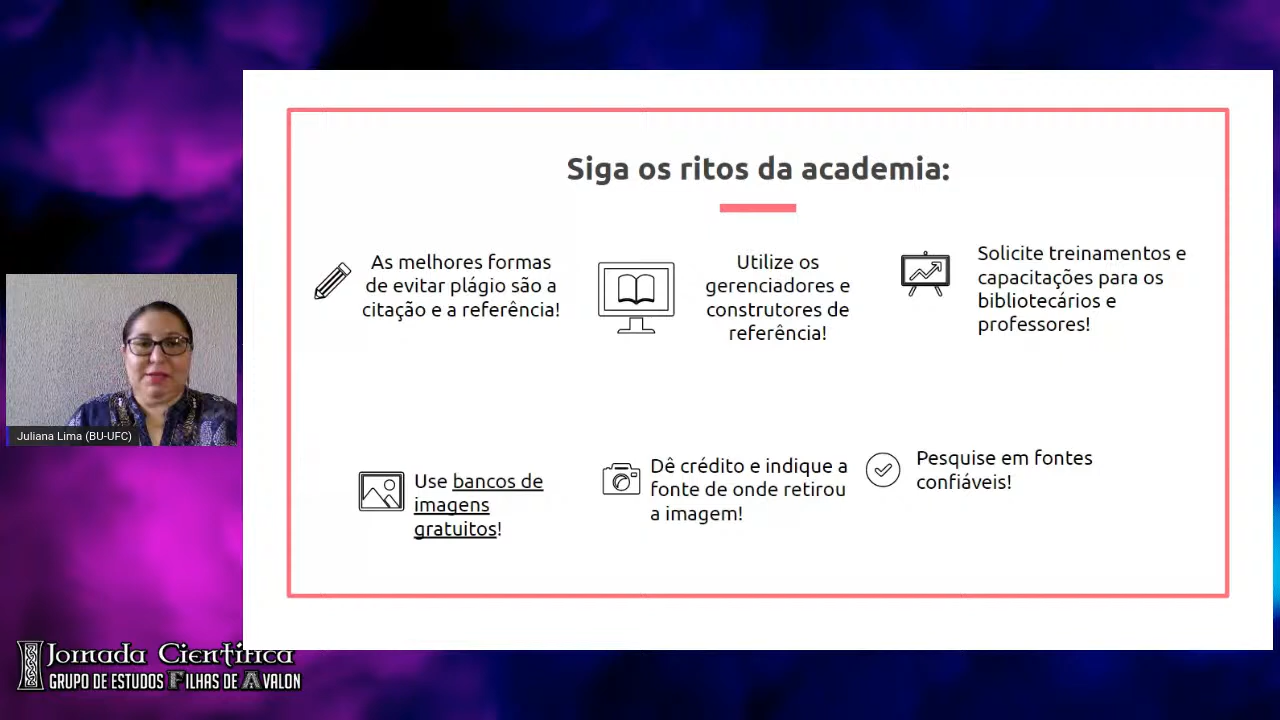 Siga os ritos da academia:
As melhores formas
de evitar plágio são a
citação e a referência!
Utilize os
gerenciadores e
construtores de
referência!
Solicite treinamentos e
capacitações para os
bibliotecários e
professores!
Use bancos de
imagens
gratuitos!
Dê crédito e indique a
fonte de onde retirou
a imagem!
Pesquise em fontes
confiáveis!
Juliana Lima (BU-UFC)
Jornada Científica
GRUPO DE ESTUDOS FILHAS DE AVALON